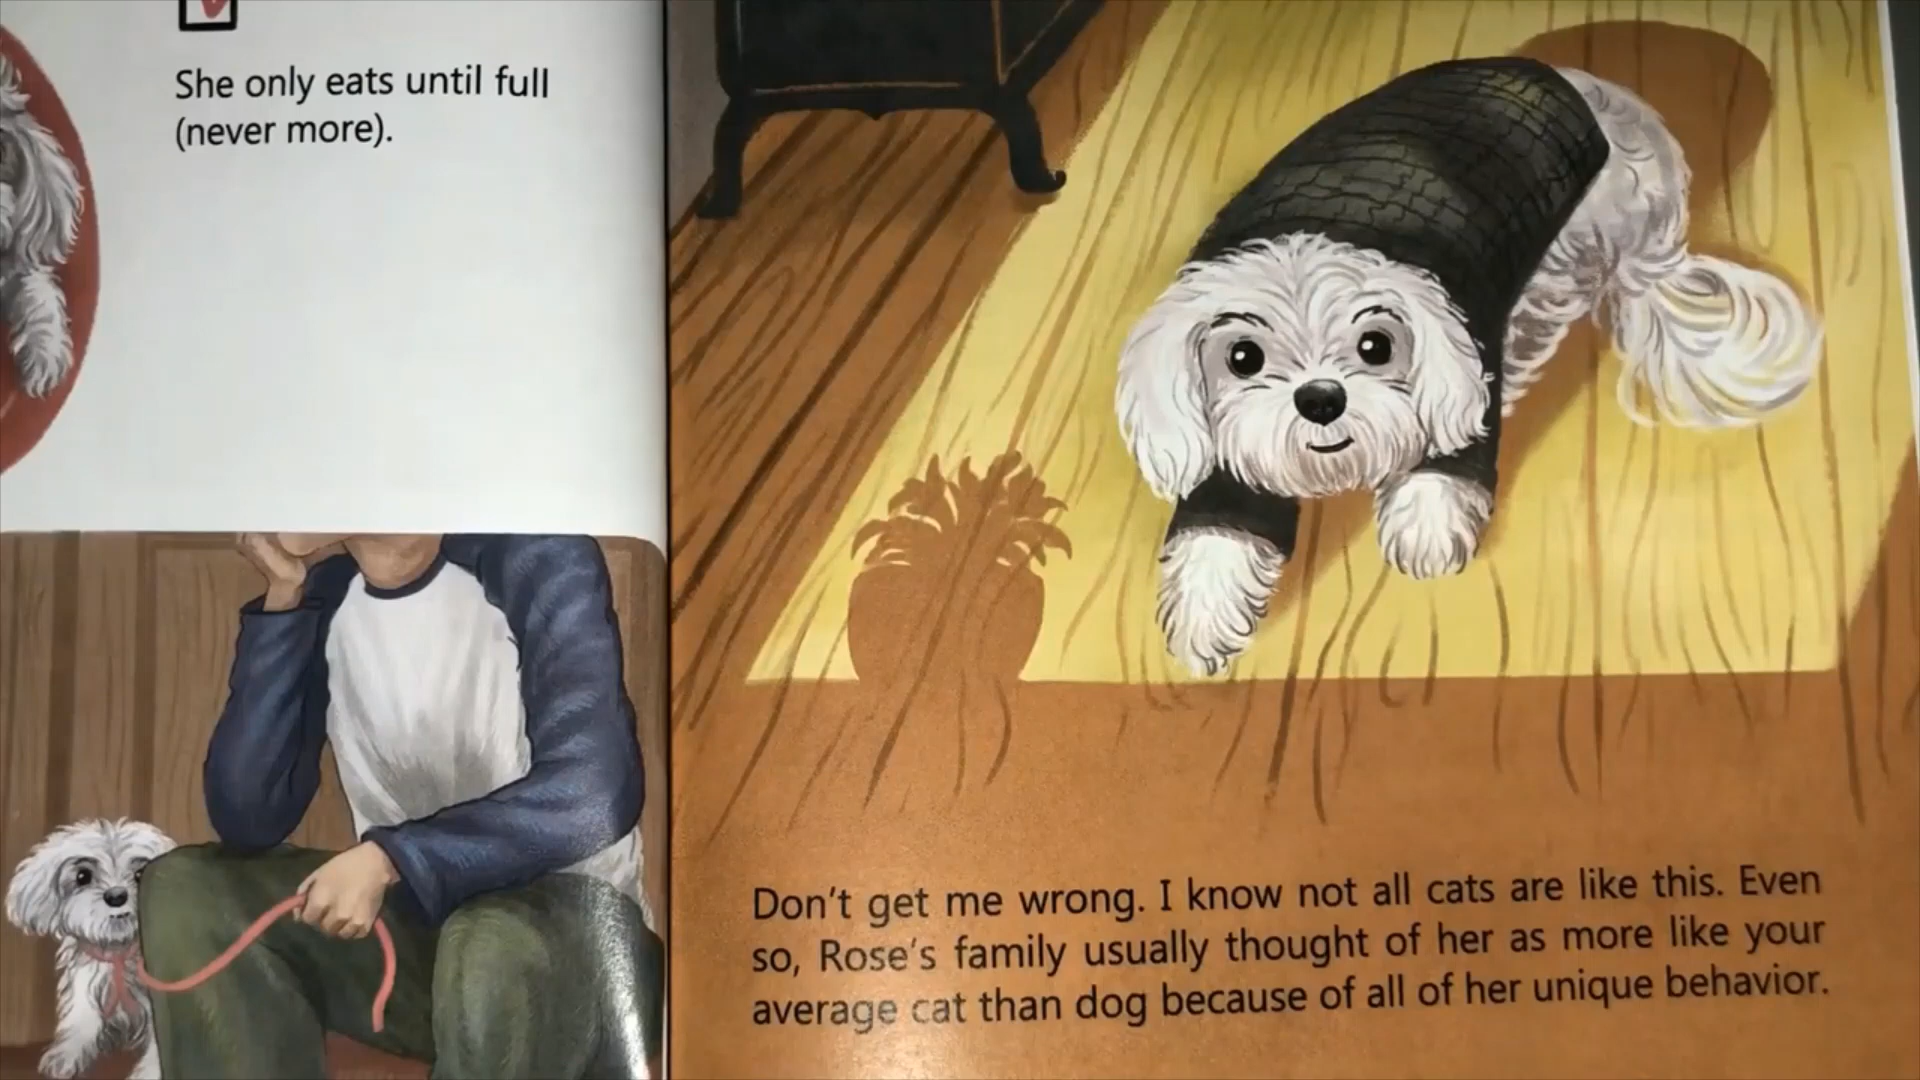 She only eats until full
(never more).
Don't get me wrong. I know not all cats are like this. Even
so, Rose's family usually thought of her as more like your
average cat than dog because of all of her unique behavior.